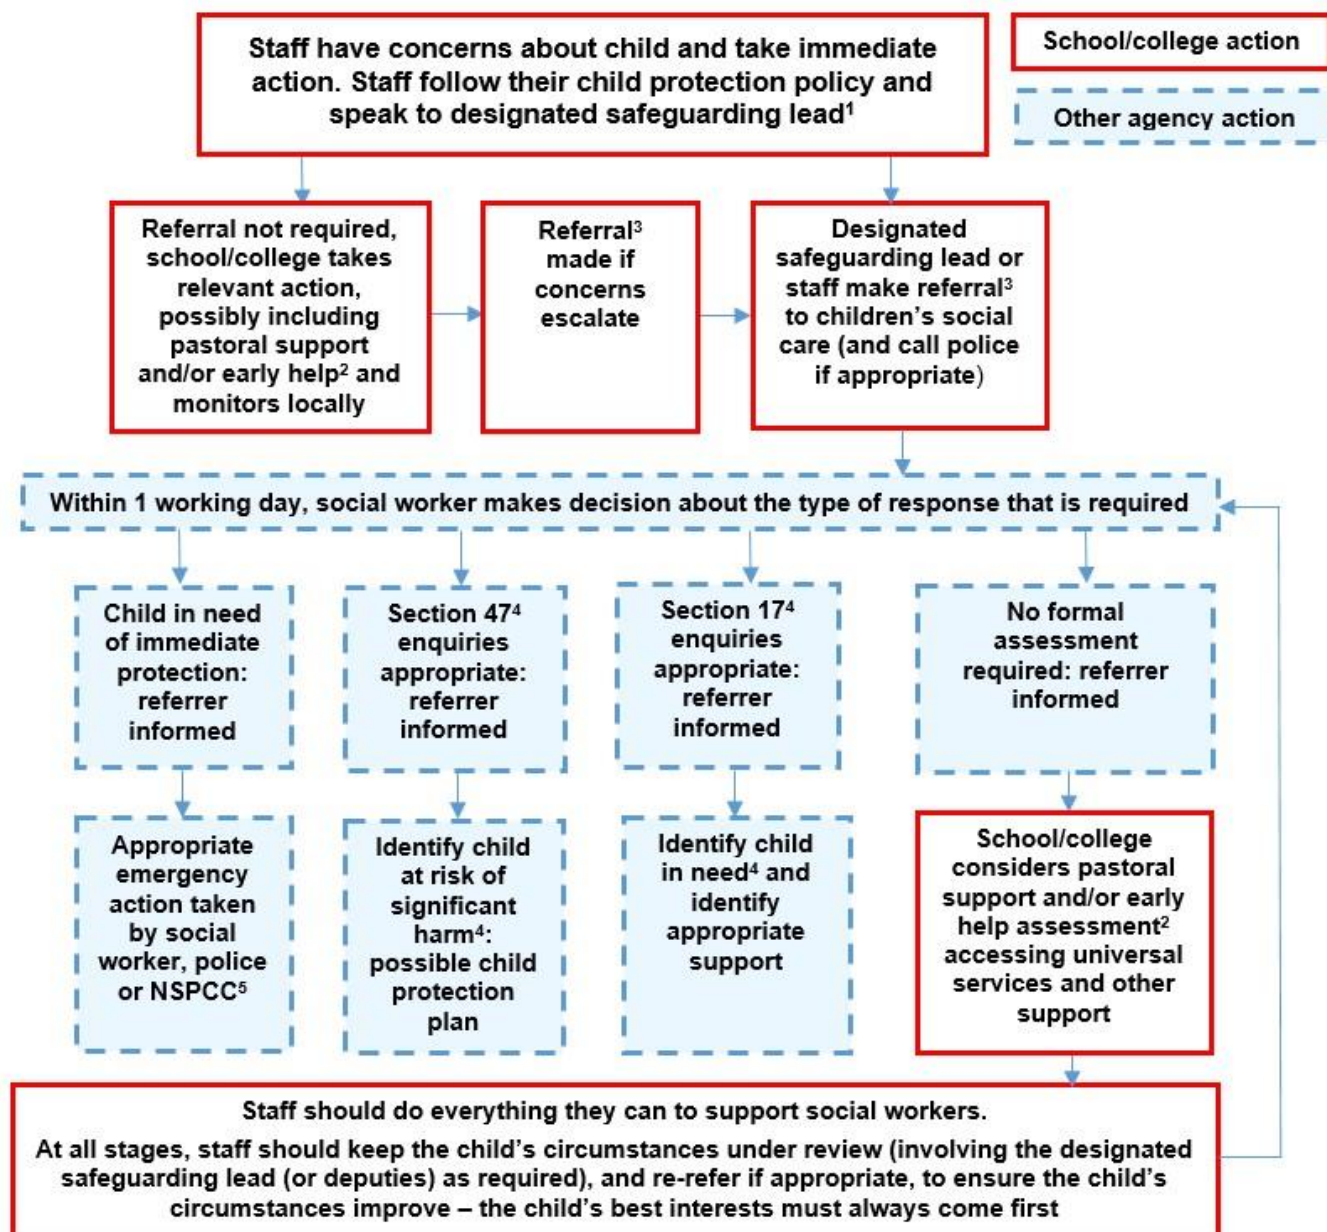 Staff have concerns about child and take immediate
action. Staff follow their child protection policy and
speak to designated safeguarding lead¹
School/college action
Other agency action
Referral not required,
school/college takes
relevant action,
possibly including
pastoral support
and/or early help² and
monitors locally
Referral³
made if
concerns
escalate
Designated
safeguarding lead or
staff make referral³
to children's social
care (and call police
if appropriate)
Within 1 working day, social worker makes decision about the type of response that is required
Child in need
of immediate
protection:
referrer
informed
Section 47⁴
enquiries
appropriate:
referrer
informed
Section 17⁴
enquiries
appropriate:
referrer
informed
No formal
assessment
required: referrer
informed
Appropriate
emergency
action taken
by social
worker, police
or NSPCC⁵
Identify child
at risk of
significant
harm⁴:
possible child
protection
plan
Identify child
in need⁴ and
identify
appropriate
support
School/college
considers pastoral
support and/or early
help assessment²
accessing universal
services and other
support
Staff should do everything they can to support social workers.
At all stages, staff should keep the child's circumstances under review (involving the designated
safeguarding lead (or deputies) as required), and re-refer if appropriate, to ensure the child's
circumstances improve – the child's best interests must always come first